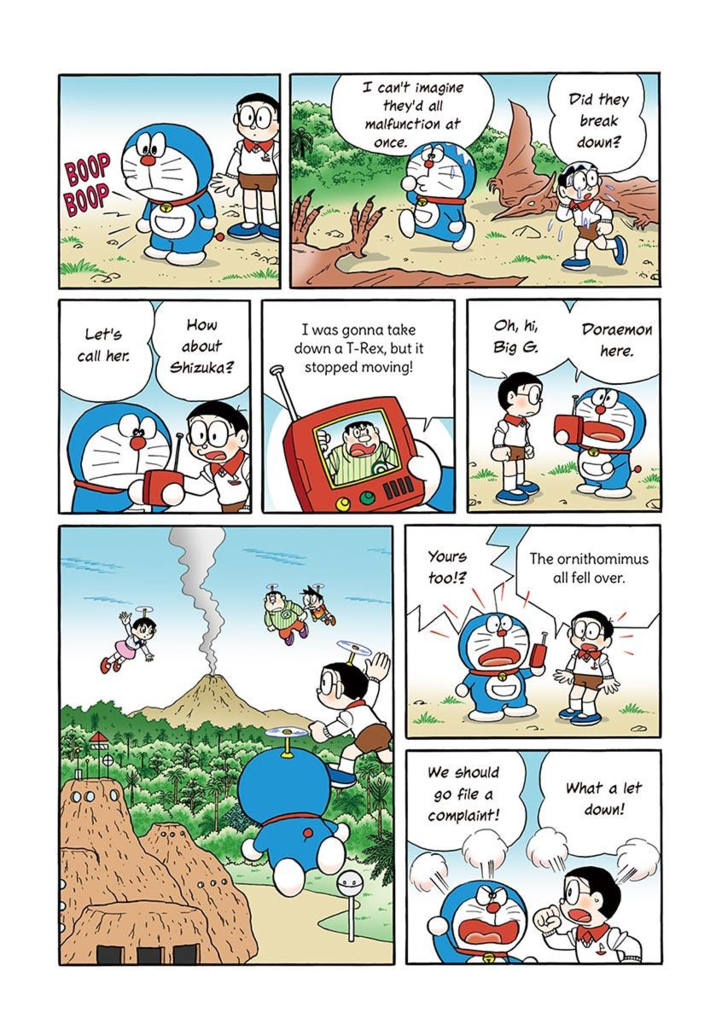 Did they
break
down?
I can't imagine
they'd all
malfunction at
once.
BOOP
BOOP
Doraemon
here.
Oh, hi,
Big G.
I was gonna take
down a T-Rex, but it
stopped moving!
How
about
Shizuka?
Let's
call her.
The ornithomimus
all fell over.
Yours
too!?
What a let
down!
We should
go file a
complaint!